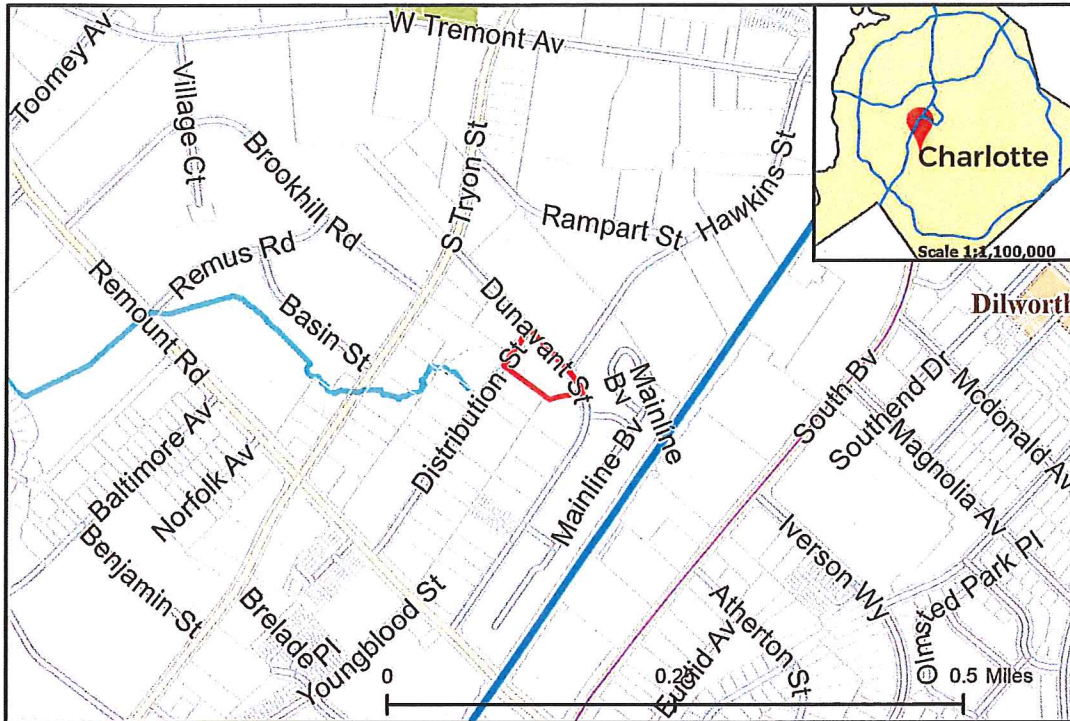 W Tremont Av
Toomey Av
Village Ct
Brookhill Rd
S Tryon St
Rampart St
Hawkins St
Charlotte
Scale 1:1,100,000
Remus Rd
Remount Rd
Basin St
Dunavant St
Distribution St
Mainline Bv
Mainline Bv
South Bv
Dilworth
Southend Dr
Mcdonald Av
Magnolia Av
Baltimore Av
Norfolk Av
Benjamin St
Brelade Pl
Youngblood St
Iverson Wy
Atherton St
Euclid Av
Olmsted Park Pl
0
0.25
0.5 Miles